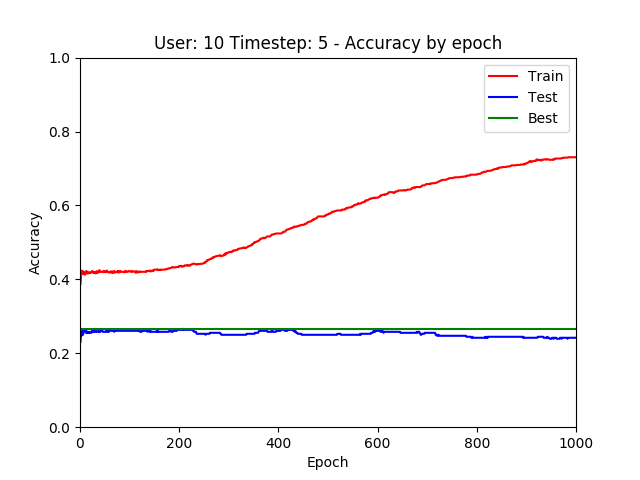 User: 10 Timestep: 5 - Accuracy by epoch
1.0
0.8
0.6
0.4
0.2
0.0
Accuracy
Train
Test
Best
0 200 400 600 800 1000
Epoch